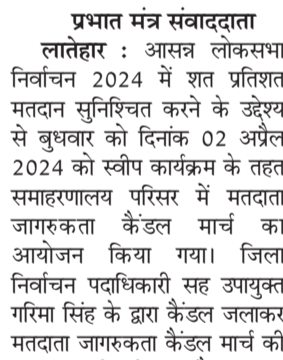 प्रभात मंत्र संवाददाता
लातेहार : आसन्न लोकसभा
निर्वाचन 2024 में शत प्रतिशत
मतदान सुनिश्चित करने के उद्देश्य
से बुधवार को दिनांक 02 अप्रैल
2024 को स्वीप कार्यक्रम के तहत
समाहरणालय परिसर में मतदाता
जागरुकता कैंडल मार्च का
आयोजन किया गया। जिला
निर्वाचन पदाधिकारी सह उपायुक्त
गरिमा सिंह के द्वारा कैंडल जलाकर
मतदाता जागरुकता कैंडल मार्च की